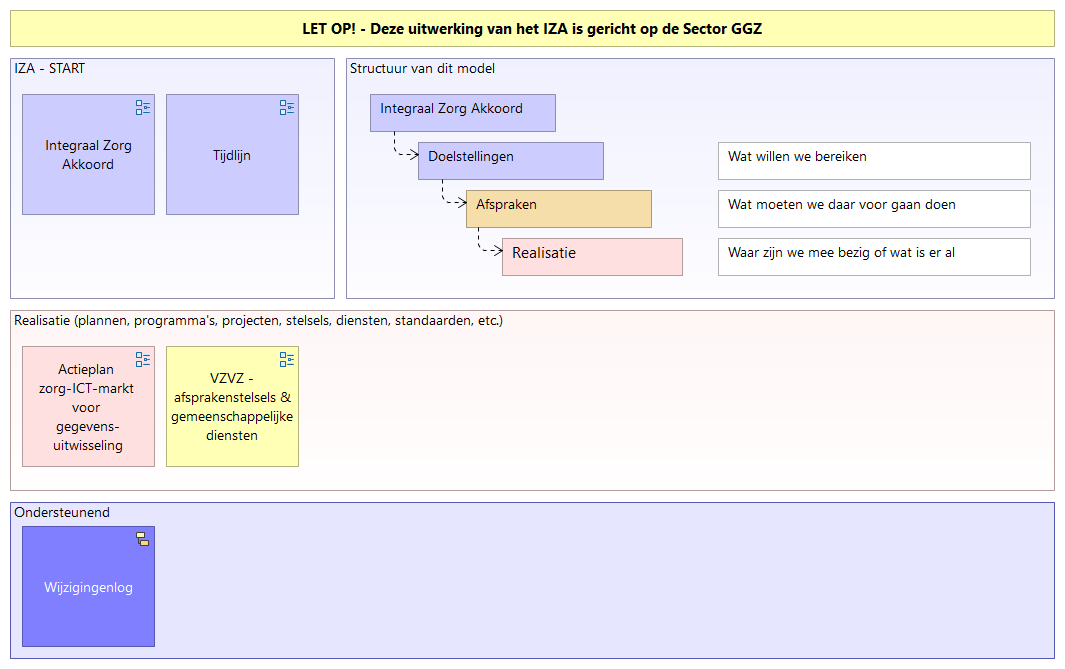 LET OP! - Deze uitwerking van het IZA is gericht op de Sector GGZ
IZA - START
Integraal Zorg
Akkoord
Tijdlijn
Structuur van dit model
Integraal Zorg Akkoord
Doelstellingen
Wat willen we bereiken
Afspraken
Wat moeten we daar voor gaan doen
Realisatie
Waar zijn we mee bezig of wat is er al
Realisatie (plannen, programma's, projecten, stelsels, diensten, standaarden, etc.)
Actieplan
zorg-ICT-markt
voor
gegevens-
uitwisseling
VZVZ -
afsprakenstelsels &
gemeenschappelijke
diensten
Ondersteunend
Wijzigingenlog